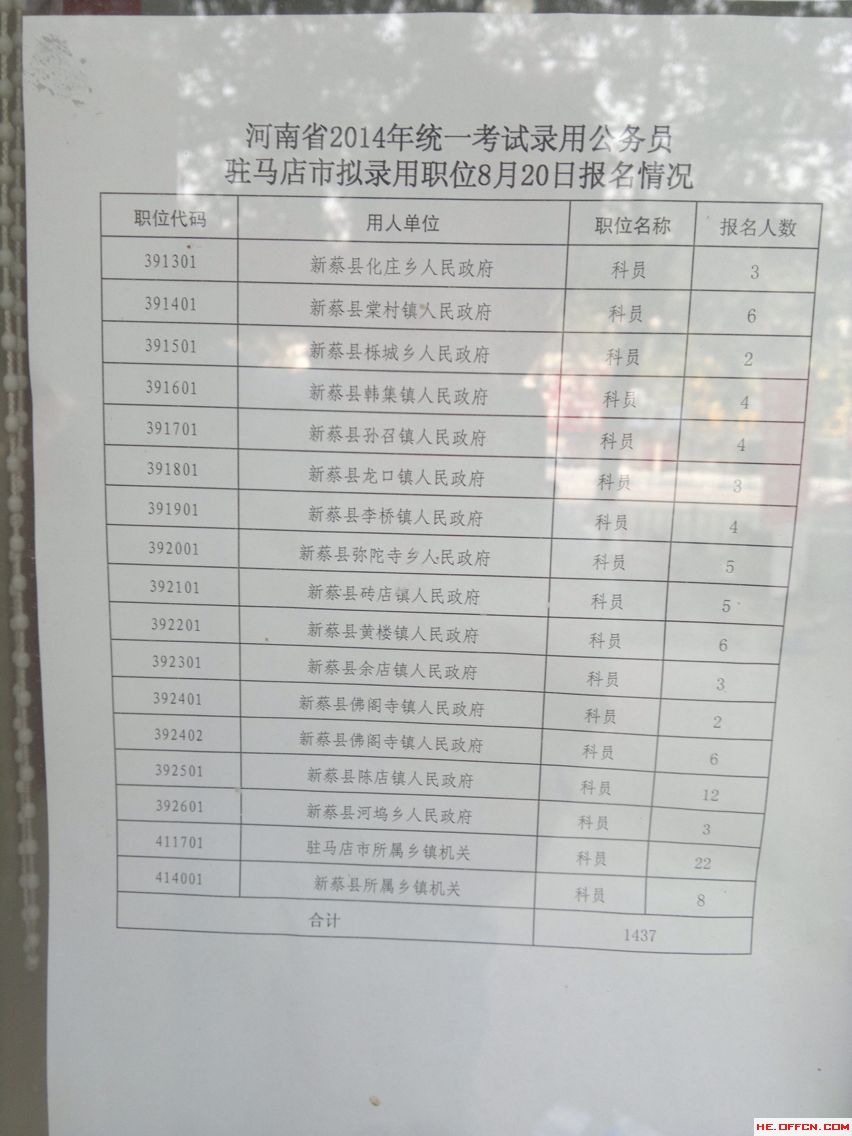 河南省2014年统一考试录用公务员
驻马店市拟录用职位8月20日报名情况
职位代码 用人单位 职位名称 报名人数
391301 新蔡县化庄乡人民政府 科员 3
391401 新蔡县棠村镇人民政府 科员 6
391501 新蔡县栎城乡人民政府 科员 2
391601 新蔡县韩集镇人民政府 科员 4
391701 新蔡县孙召镇人民政府 科员 4
391801 新蔡县龙口镇人民政府 科员 3
391901 新蔡县李桥镇人民政府 科员 4
392001 新蔡县弥陀寺乡人民政府 科员 5
392101 新蔡县砖店镇人民政府 科员 5
392201 新蔡县黄楼镇人民政府 科员 6
392301 新蔡县余店镇人民政府 科员 3
392401 新蔡县佛阁寺镇人民政府 科员 2
392402 新蔡县佛阁寺镇人民政府 科员 6
392501 新蔡县陈店镇人民政府 科员 12
392601 新蔡县河坞乡人民政府 科员 3
411701 驻马店市所属乡镇机关 科员 22
414001 新蔡县所属乡镇机关 科员 8
合计 1437
HE.OFFCN.COM